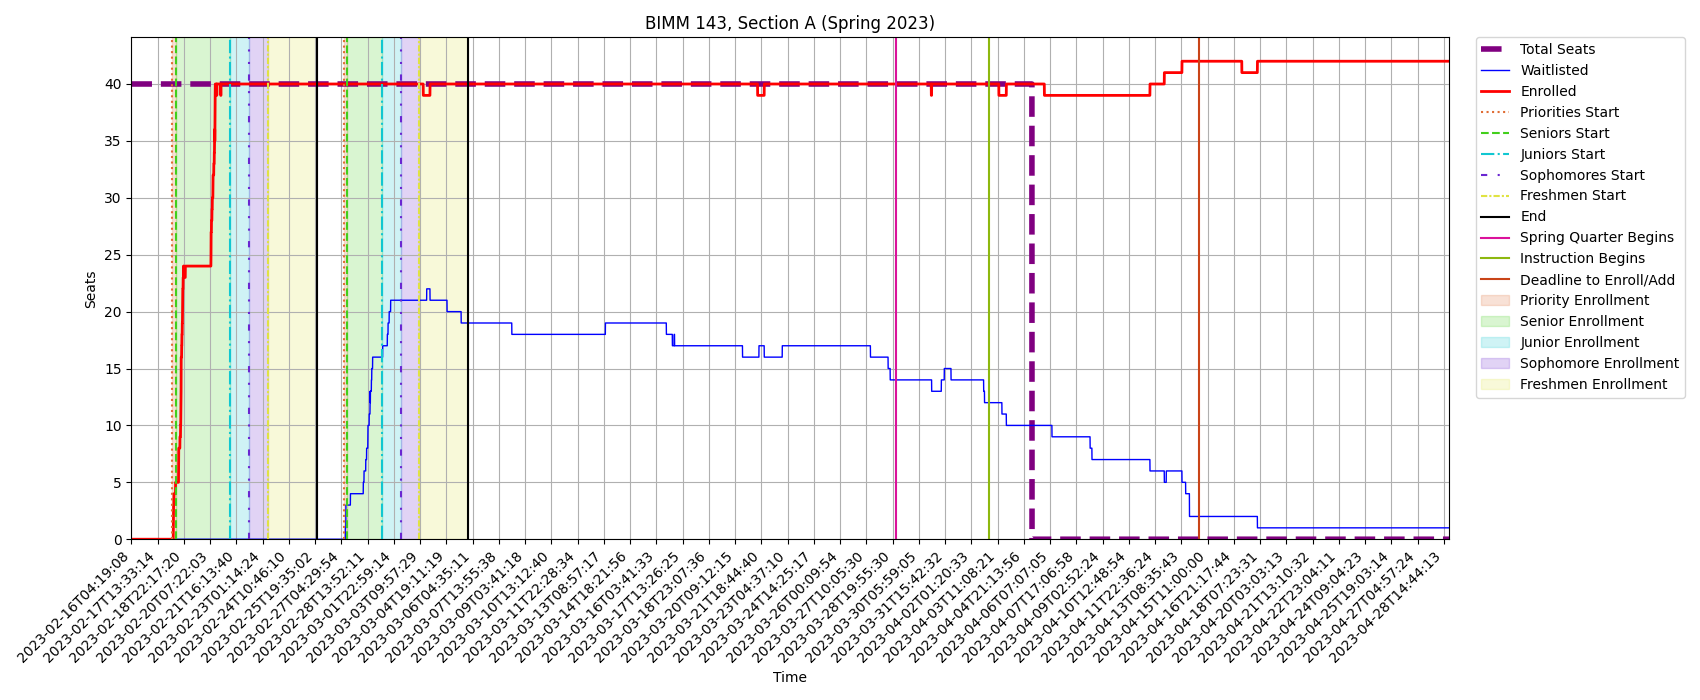 BIMM 143, Section A (Spring 2023)
Seats
40
35
30
25
20
15
10
5
0
2023-02-16T04:19:08
2023-02-17T13:33:14
2023-02-18T22:17:20
2023-02-20T07:22:03
2023-02-21T16:13:40
2023-02-23T01:14:24
2023-02-24T10:46:10
2023-02-25T19:35:02
2023-02-27T04:29:54
2023-02-28T13:52:11
2023-03-01T22:59:14
2023-03-03T09:57:29
2023-03-04T19:11:19
2023-03-06T04:35:11
2023-03-07T13:55:38
2023-03-09T03:41:18
2023-03-10T13:12:40
2023-03-11T22:28:34
2023-03-13T08:57:17
2023-03-14T18:21:56
2023-03-16T03:41:33
2023-03-17T13:26:25
2023-03-18T23:07:36
2023-03-20T09:12:15
2023-03-21T18:44:40
2023-03-23T04:37:10
2023-03-24T14:25:17
2023-03-26T00:09:54
2023-03-27T10:05:30
2023-03-28T19:55:30
2023-03-30T05:59:05
2023-03-31T15:42:32
2023-04-02T01:20:33
2023-04-03T11:08:21
2023-04-04T21:13:56
2023-04-06T07:07:05
2023-04-07T17:06:58
2023-04-09T02:52:24
2023-04-10T12:48:54
2023-04-11T22:36:24
2023-04-13T08:35:43
2023-04-15T11:00:00
2023-04-16T21:17:44
2023-04-18T07:23:31
2023-04-20T03:03:13
2023-04-21T13:10:32
2023-04-22T23:04:11
2023-04-24T09:04:23
2023-04-25T19:03:14
2023-04-27T04:57:24
2023-04-28T14:44:13
Time
Total Seats
Waitlisted
Enrolled
Priorities Start
Seniors Start
Juniors Start
Sophomores Start
Freshmen Start
End
Spring Quarter Begins
Instruction Begins
Deadline to Enroll/Add
Priority Enrollment
Senior Enrollment
Junior Enrollment
Sophomore Enrollment
Freshmen Enrollment